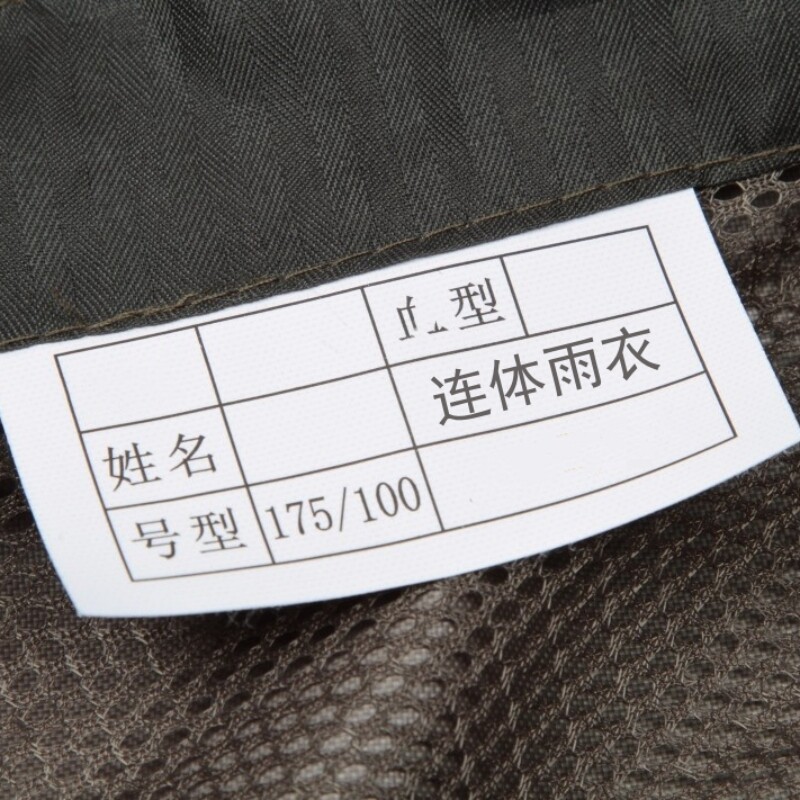 型
连体雨衣
姓名
号型 175/100